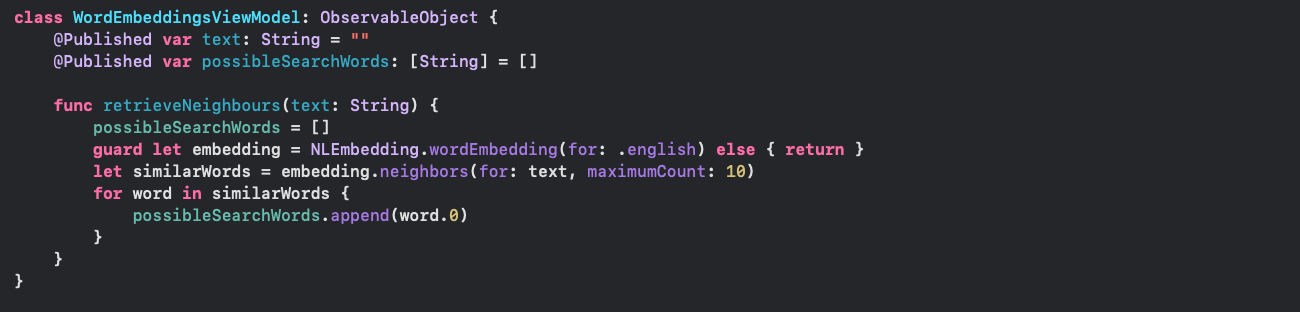 class WordEmbeddingsViewModel: ObservableObject {
    @Published var text: String = ""
    @Published var possibleSearchWords: [String] = []

    func retrieveNeighbours(text: String) {
        possibleSearchWords = []
        guard let embedding = NLEmbedding.wordEmbedding(for: .english) else { return }
        let similarWords = embedding.neighbors(for: text, maximumCount: 10)
        for word in similarWords {
            possibleSearchWords.append(word.0)
        }
    }
}